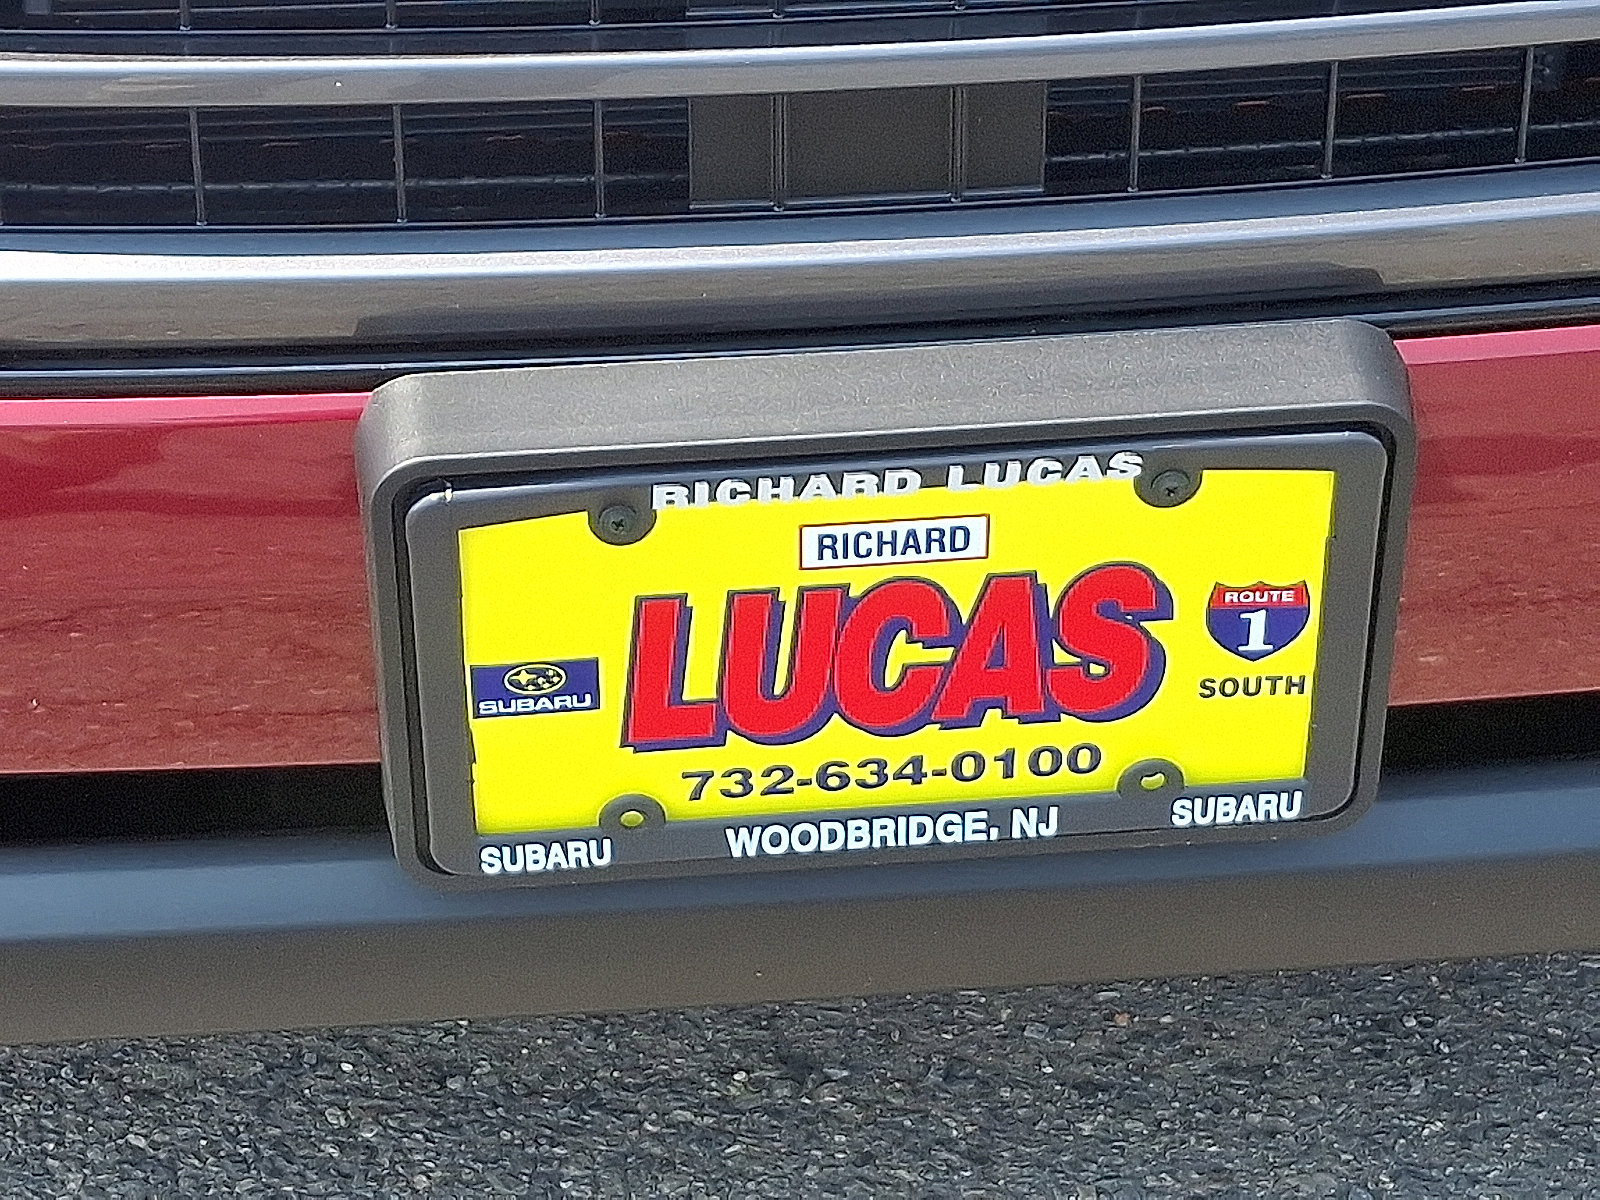 RICHARD LUCAS
RICHARD
LUCAS
ROUTE
1
SOUTH
SUBARU
732-634-0100
SUBARU
WOODBRIDGE, NJ
SUBARU